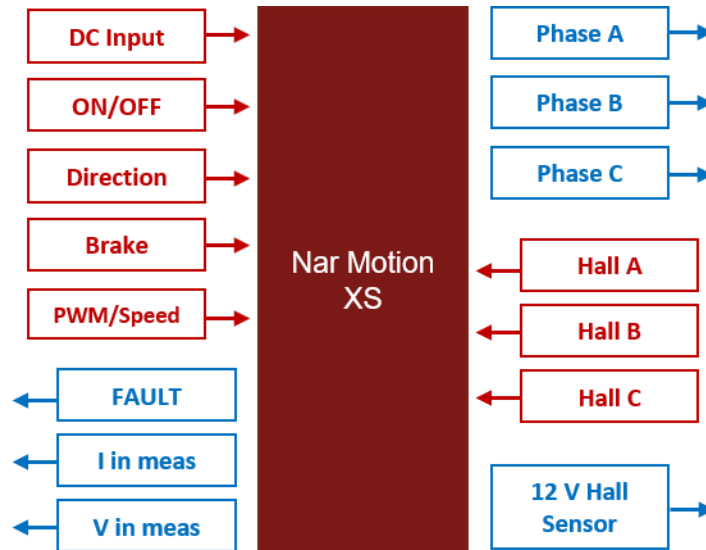 DC Input
ON/OFF
Direction
Brake
PWM/Speed
FAULT
I in meas
V in meas
Nar Motion
XS
Phase A
Phase B
Phase C
Hall A
Hall B
Hall C
12 V Hall
Sensor